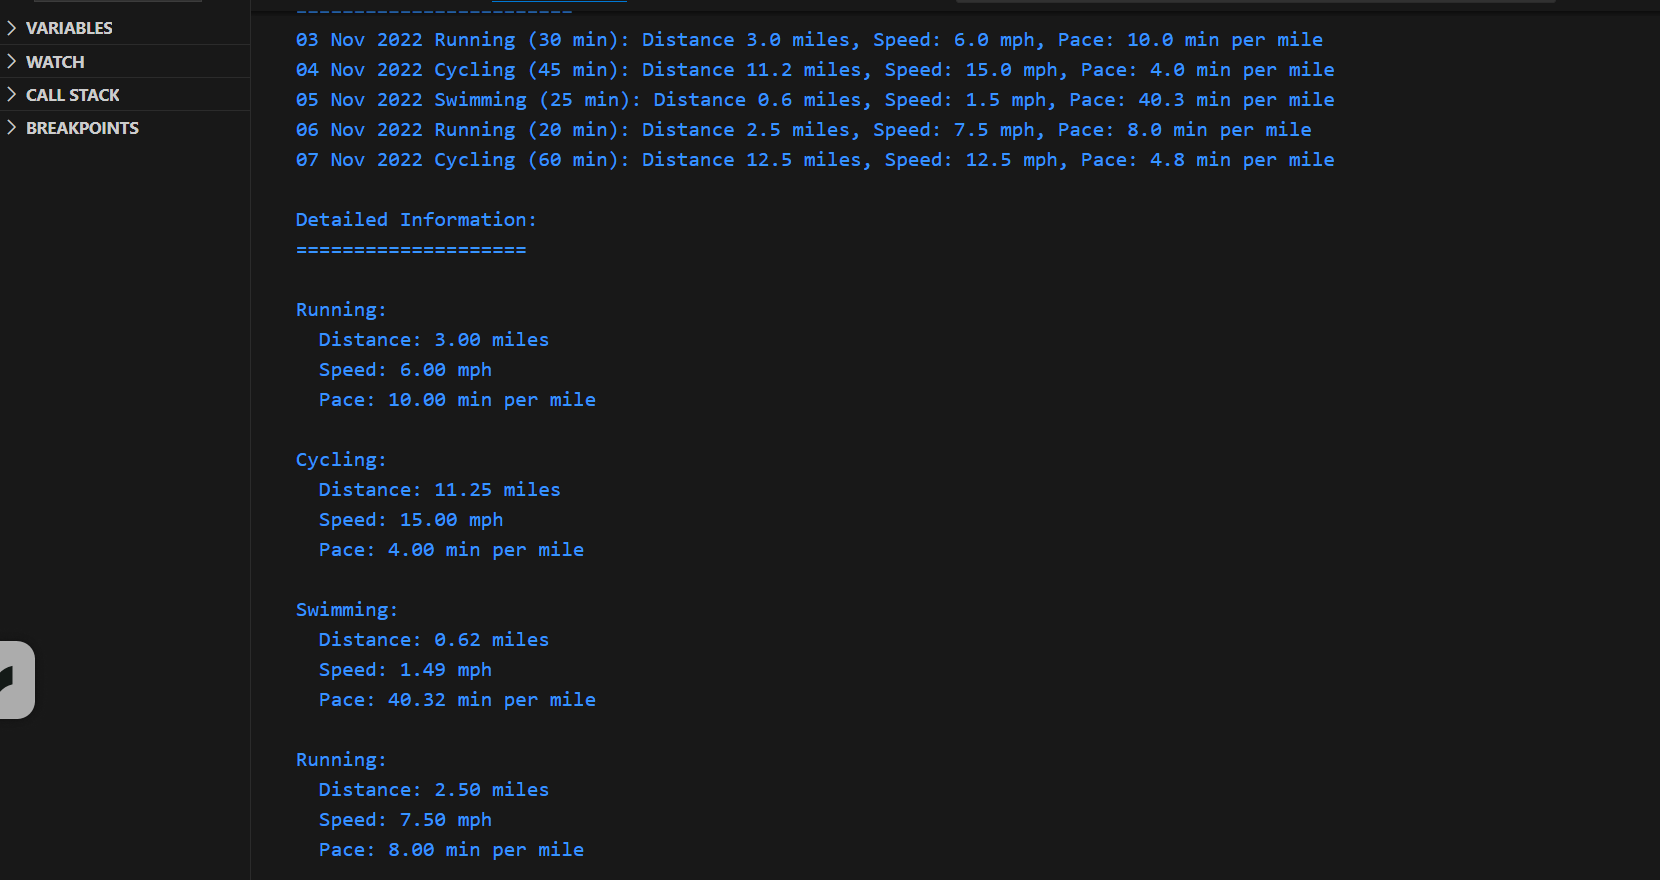 VARIABLES
WATCH
CALL STACK
BREAKPOINTS
========================
03 Nov 2022 Running (30 min): Distance 3.0 miles, Speed: 6.0 mph, Pace: 10.0 min per mile
04 Nov 2022 Cycling (45 min): Distance 11.2 miles, Speed: 15.0 mph, Pace: 4.0 min per mile
05 Nov 2022 Swimming (25 min): Distance 0.6 miles, Speed: 1.5 mph, Pace: 40.3 min per mile
06 Nov 2022 Running (20 min): Distance 2.5 miles, Speed: 7.5 mph, Pace: 8.0 min per mile
07 Nov 2022 Cycling (60 min): Distance 12.5 miles, Speed: 12.5 mph, Pace: 4.8 min per mile
Detailed Information:
====================
Running:
Distance: 3.00 miles
Speed: 6.00 mph
Pace: 10.00 min per mile
Cycling:
Distance: 11.25 miles
Speed: 15.00 mph
Pace: 4.00 min per mile
Swimming:
Distance: 0.62 miles
Speed: 1.49 mph
Pace: 40.32 min per mile
Running:
Distance: 2.50 miles
Speed: 7.50 mph
Pace: 8.00 min per mile